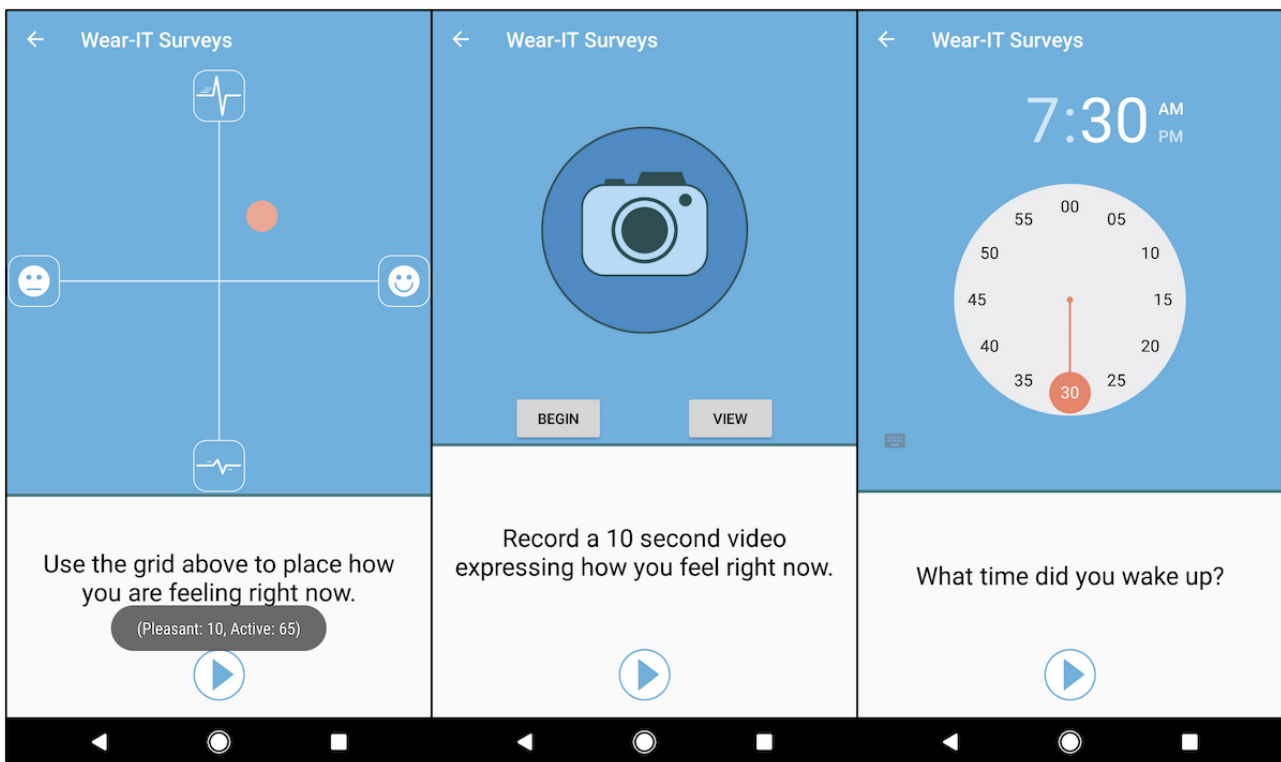 Wear-IT Surveys
Use the grid above to place how
you are feeling right now.
(Pleasant: 10, Active: 65)
Wear-IT Surveys
BEGIN
VIEW
Record a 10 second video
expressing how you feel right now.
Wear-IT Surveys
7:30 AM
PM
00
05
10
15
20
25
30
35
40
45
50
55
What time did you wake up?